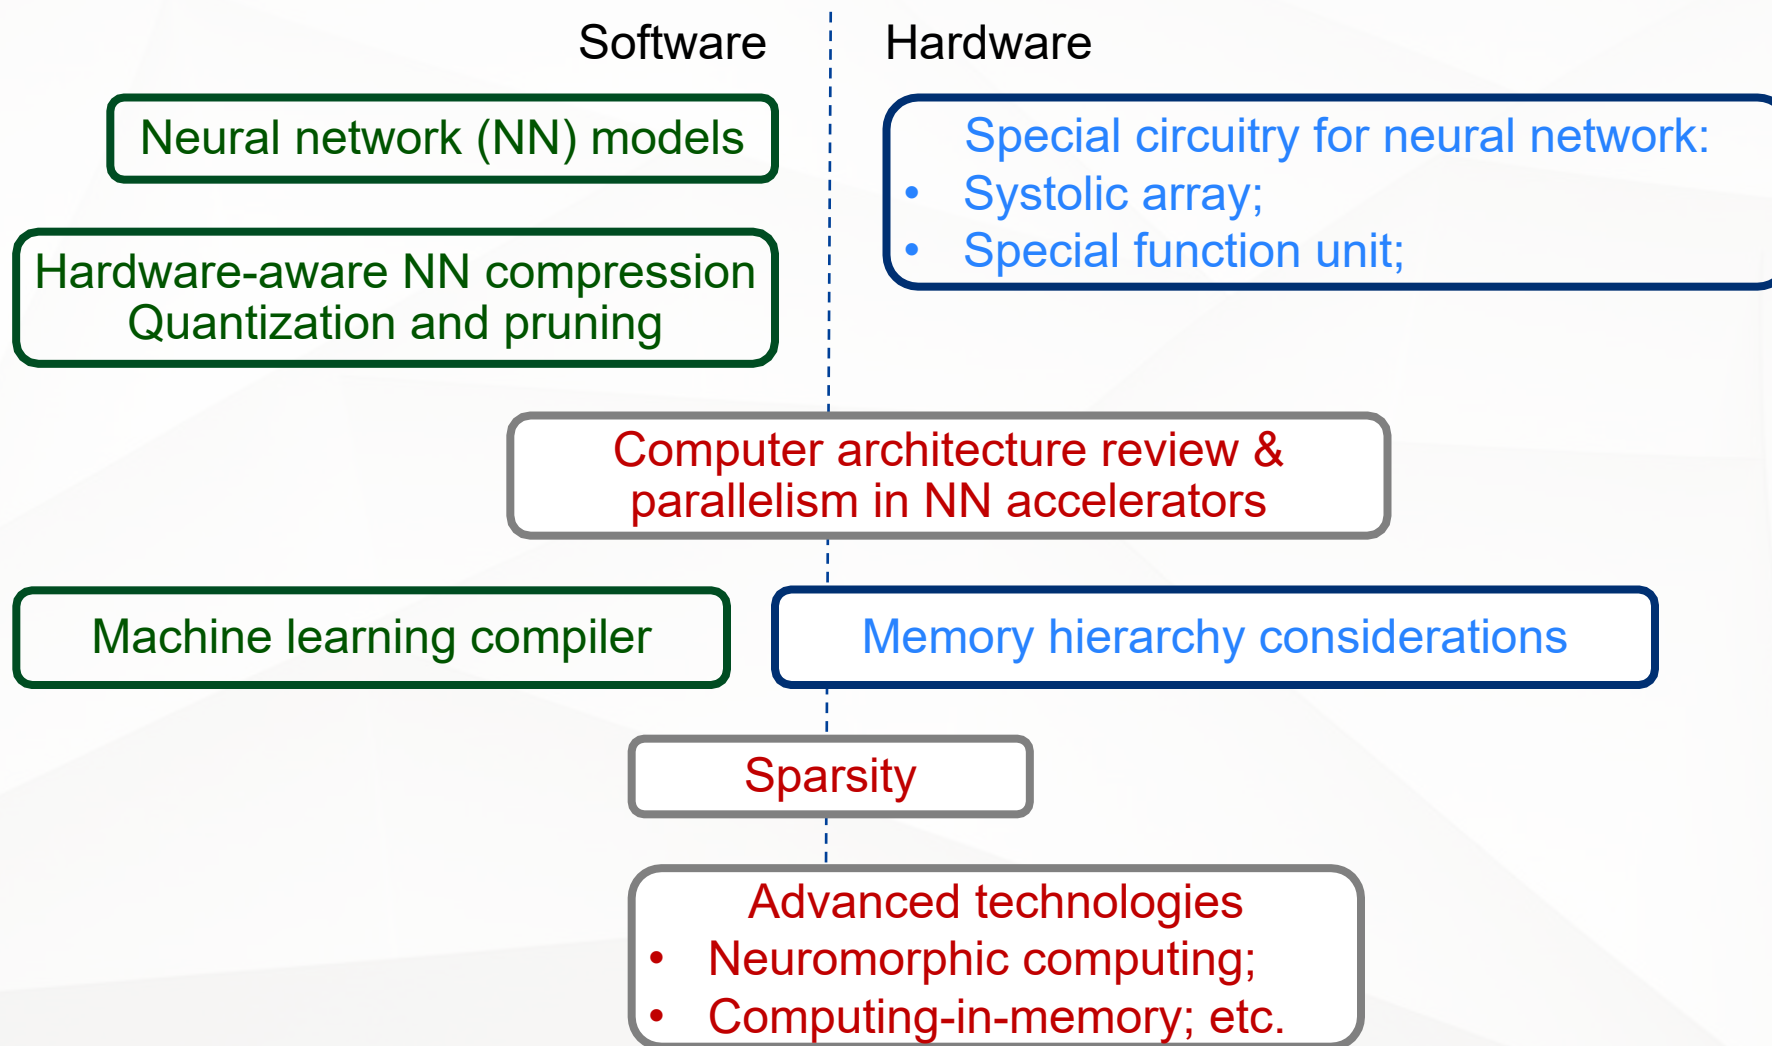 Software
Hardware
Neural network (NN) models
Special circuitry for neural network:
• Systolic array;
• Special function unit;
Hardware-aware NN compression
Quantization and pruning
Computer architecture review &
parallelism in NN accelerators
Machine learning compiler
Memory hierarchy considerations
Sparsity
Advanced technologies
• Neuromorphic computing;
• Computing-in-memory; etc.